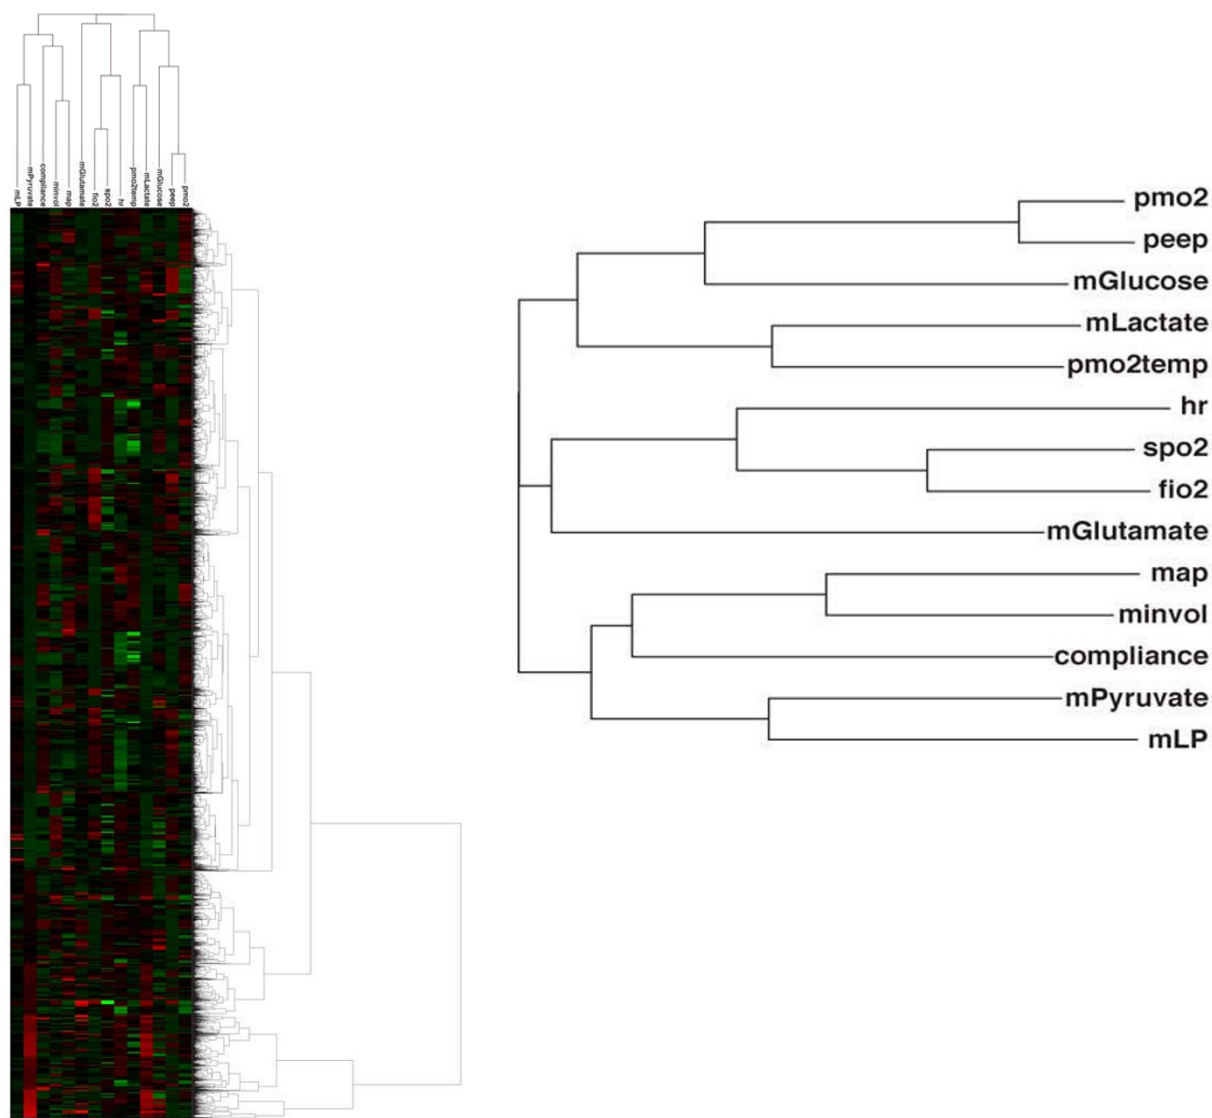 mLP
mPyruvate
compliance
minvol
map
mGlutamate
fio2
spo2
hr
pmo2temp
mLactate
mGlucose
peep
pmo2
pmo2
peep
mGlucose
mLactate
pmo2temp
hr
spo2
fio2
mGlutamate
map
minvol
compliance
mPyruvate
mLP